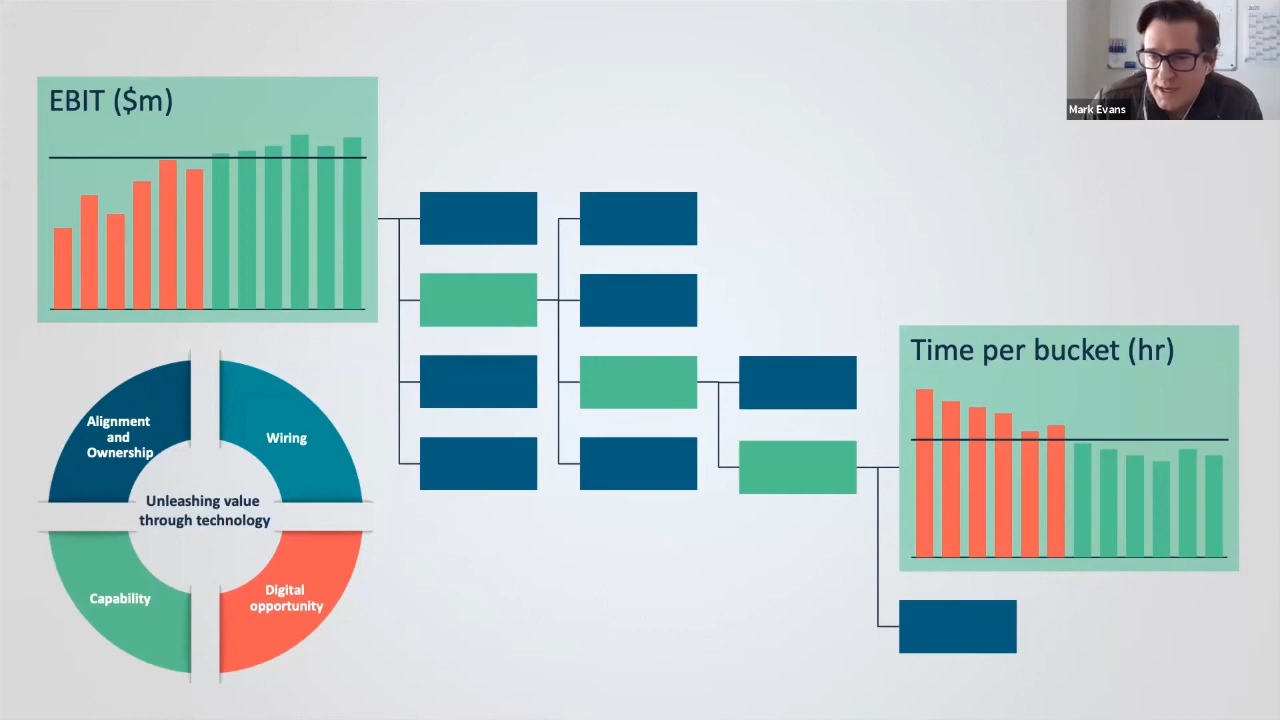 EBIT ($m)
Mark Evans
Time per bucket (hr)
Alignment
and
Ownership
Wiring
Unleashing value
through technology
Capability
Digital
opportunity